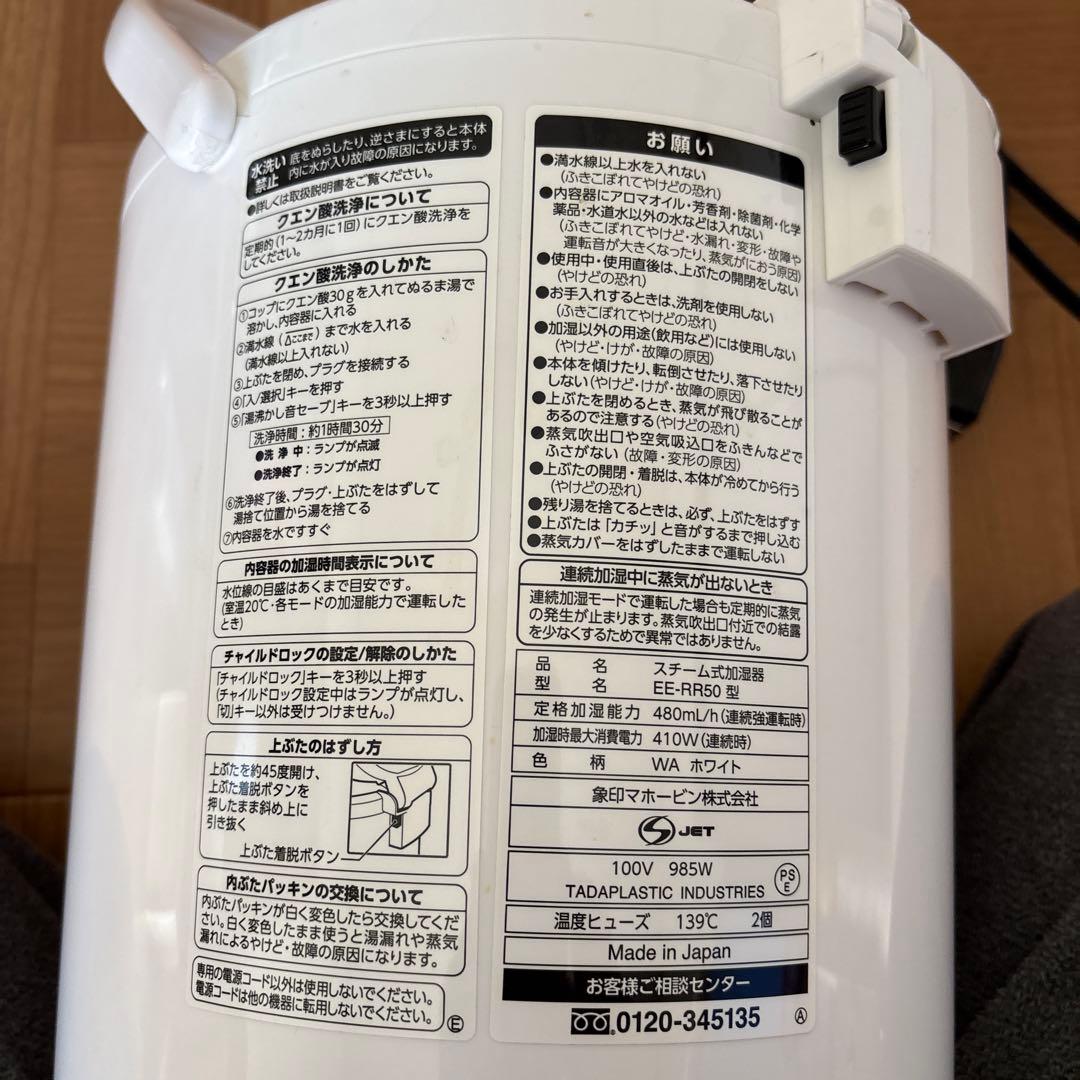 水洗い
禁止
底をぬらしたり、逆さまにすると本体
内に水が入り故障の原因になります。
●詳しくは取扱説明書をご覧ください。
クエン酸洗浄について
定期的(1〜2カ月に1回)にクエン酸洗浄を
してください。
クエン酸洗浄のしかた
①コップにクエン酸30gを入れてぬるま湯で
溶かし、内容器に入れる
②満水線(△ここまで)まで水を入れる
(満水線以上入れない)
③上ぶたを閉め、プラグを接続する
④「入/選択」キーを押す
⑤「湯沸かし音セーブ」キーを3秒以上押す
洗浄時間:約1時間30分
●洗浄中:ランプが点滅
●洗浄終了:ランプが点灯
⑥洗浄終了後、プラグ・上ぶたをはずして
湯捨て位置から湯を捨てる
⑦内容器を水ですすぐ
内容器の加湿時間表示について
水位線の目盛はあくまで目安です。
(室温20℃・各モードの加湿能力で運転した
とき)
チャイルドロックの設定/解除のしかた
「チャイルドロック」キーを3秒以上押す
(チャイルドロック設定中はランプが点灯し、
「切」キー以外は受けつけません。)
上ぶたのはずし方
上ぶたを約45度開け、
上ぶた着脱ボタンを
押したまま斜め上に
引き抜く
上ぶた着脱ボタン
内ぶたパッキンの交換について
内ぶたパッキンが白く変色したら交換してくだ
さい。白く変色したまま使うと湯漏れや蒸気
漏れによるやけど・故障の原因になります。
専用の電源コード以外は使用しないでください。
電源コードは他の機器に転用しないでください。
Ⓔ
お願い
●満水線以上水を入れない
(ふきこぼれてやけどの恐れ)
●内容器にアロマオイル・芳香剤・除菌剤・化学
薬品・水道水以外の水などは入れない
(ふきこぼれてやけど・水漏れ・変形・故障や
運転音が大きくなったり、蒸気がにおう原因)
●使用中・使用直後は、上ぶたの開閉をしない
(やけどの恐れ)
●お手入れするときは、洗剤を使用しない
(ふきこぼれてやけどの恐れ)
●加湿以外の用途(飲用など)には使用しない
(やけど・けが・故障の原因)
●本体を傾けたり、転倒させたり、落下させたり
しない(やけど・けが・故障の原因)
●上ぶたを閉めるとき、蒸気が飛び散ることが
あるので注意する(やけどの恐れ)
●蒸気吹出口や空気吸込口をふきんなどで
ふさがない(故障・変形の原因)
●上ぶたの開閉・着脱は、本体が冷めてから行う
(やけどの恐れ)
●残り湯を捨てるときは、必ず、上ぶたをはずす
●上ぶたは「カチッ」と音がするまで押し込む
●蒸気カバーをはずしたままで運転しない
連続加湿中に蒸気が出ないとき
連続加湿モードで運転した場合も定期的に蒸気
の発生が止まります。蒸気吹出口付近での結露
を少なくするためで異常ではありません。
品名 スチーム式加湿器
型名 EE-RR50型
定格加湿能力 480mL/h(連続強運転時)
加湿時最大消費電力 410W(連続時)
色柄 WA ホワイト
象印マホービン株式会社
S JET
100V 985W
TADAPLASTIC INDUSTRIES
PS
E
温度ヒューズ 139℃ 2個
Made in Japan
お客様ご相談センター
0120-345135
Ⓐ